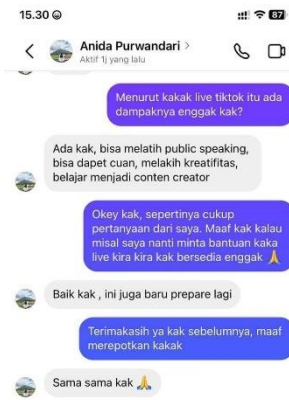 15.30
87
Anida Purwandari
Aktif 1j yang lalu
Menurut kakak live tiktok itu ada
dampaknya enggak kak?
Ada kak, bisa melatih public speaking,
bisa dapet cuan, melakih kreatifitas,
belajar menjadi conten creator
Okey kak, sepertinya cukup
pertanyaan dari saya. Maaf kak kalau
misal saya nanti minta bantuan kaka
live kira kira kak bersedia enggak 🙏
Baik kak , ini juga baru prepare lagi
Terimakasih ya kak sebelumnya, maaf
merepotkan kakak
Sama sama kak 🙏